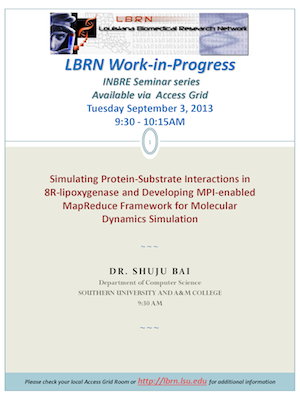 LBRN
Louisiana Biomedical Research Network
LBRN Work-in-Progress
INBRE Seminar series
Available via Access Grid
Tuesday September 3, 2013
9:30 - 10:15AM
1
Simulating Protein-Substrate Interactions in
8R-lipoxygenase and Developing MPI-enabled
MapReduce Framework for Molecular
Dynamics Simulation
~~~
DR. SHUJU BAI
Department of Computer Science
SOUTHERN UNIVERSITY AND A&M COLLEGE
9:30 AM
~~~
Please check your local Access Grid Room or http://lbrn.lsu.edu for additional information